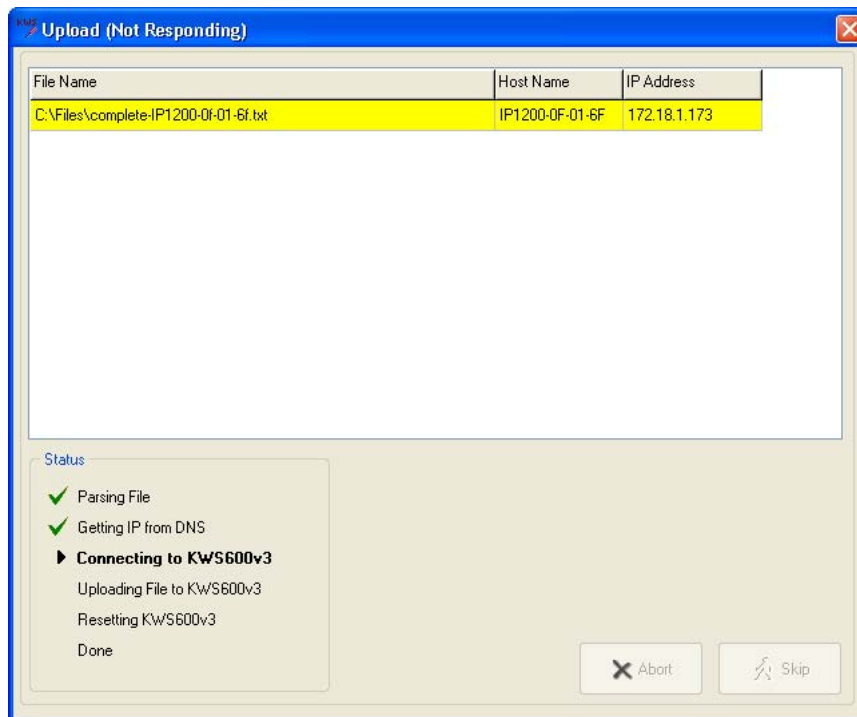 KWS
Upload (Not Responding)
File Name Host Name IP Address
C:\Files\complete-IP1200-0f-01-6f.txt IP1200-0F-01-6F 172.18.1.173
Status
Parsing File
Getting IP from DNS
Connecting to KWS600v3
Uploading File to KWS600v3
Resetting KWS600v3
Done
Abort Skip